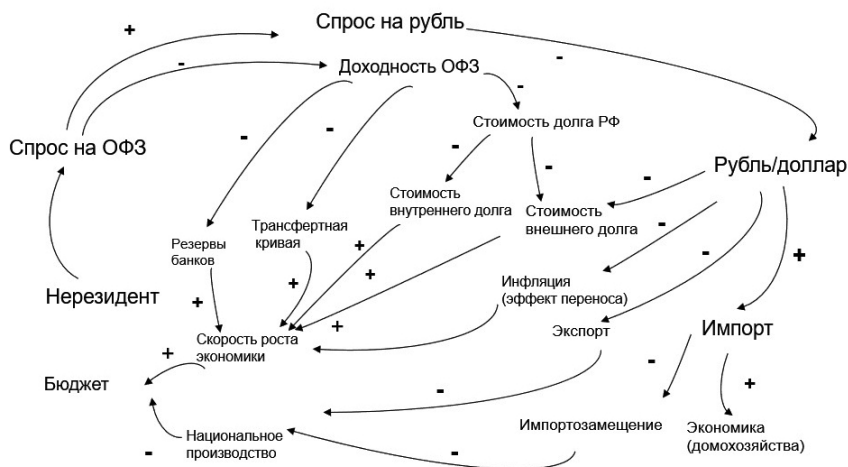 Спрос на рубль
+
-
Доходность ОФЗ
-
-
Стоимость долга РФ
Спрос на ОФЗ
-
-
-
-
Рубль/доллар
-
Стоимость
внутреннего долга
Трансфертная
кривая
Стоимость
внешнего долга
Резервы
банков
-
-
+
+
+
Нерезидент
+
+
Инфляция
(эффект переноса)
+
Экспорт
Импорт
Скорость роста
экономики
+
Бюджет
-
-
+
Импортозамещение
Экономика
(домохозяйства)
Национальное
производство
-
-